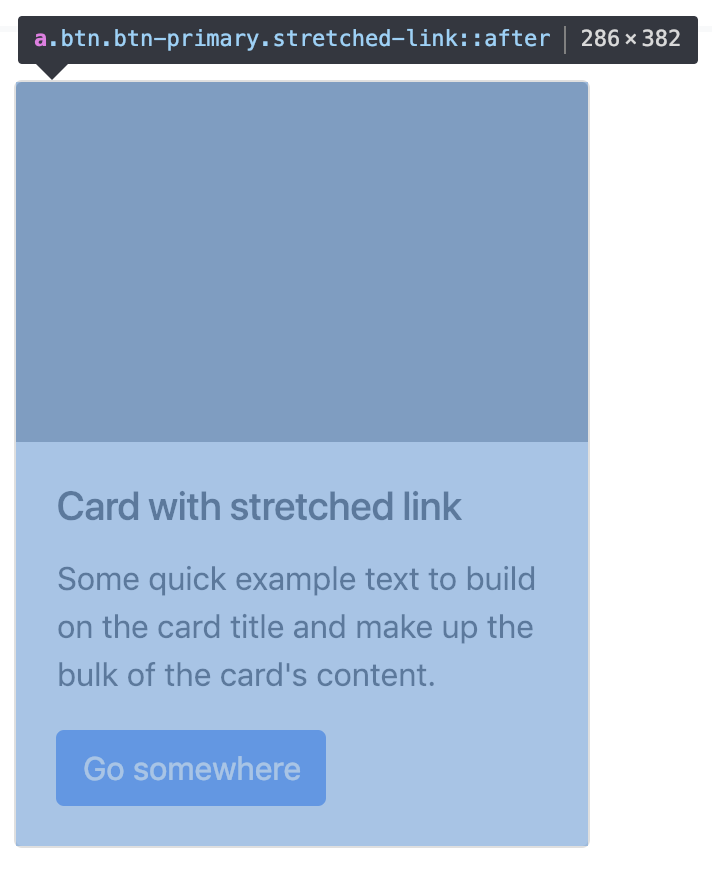 a.btn.btn-primary.stretched-link::after 286×382
Card with stretched link
Some quick example text to build
on the card title and make up the
bulk of the card's content.
Go somewhere